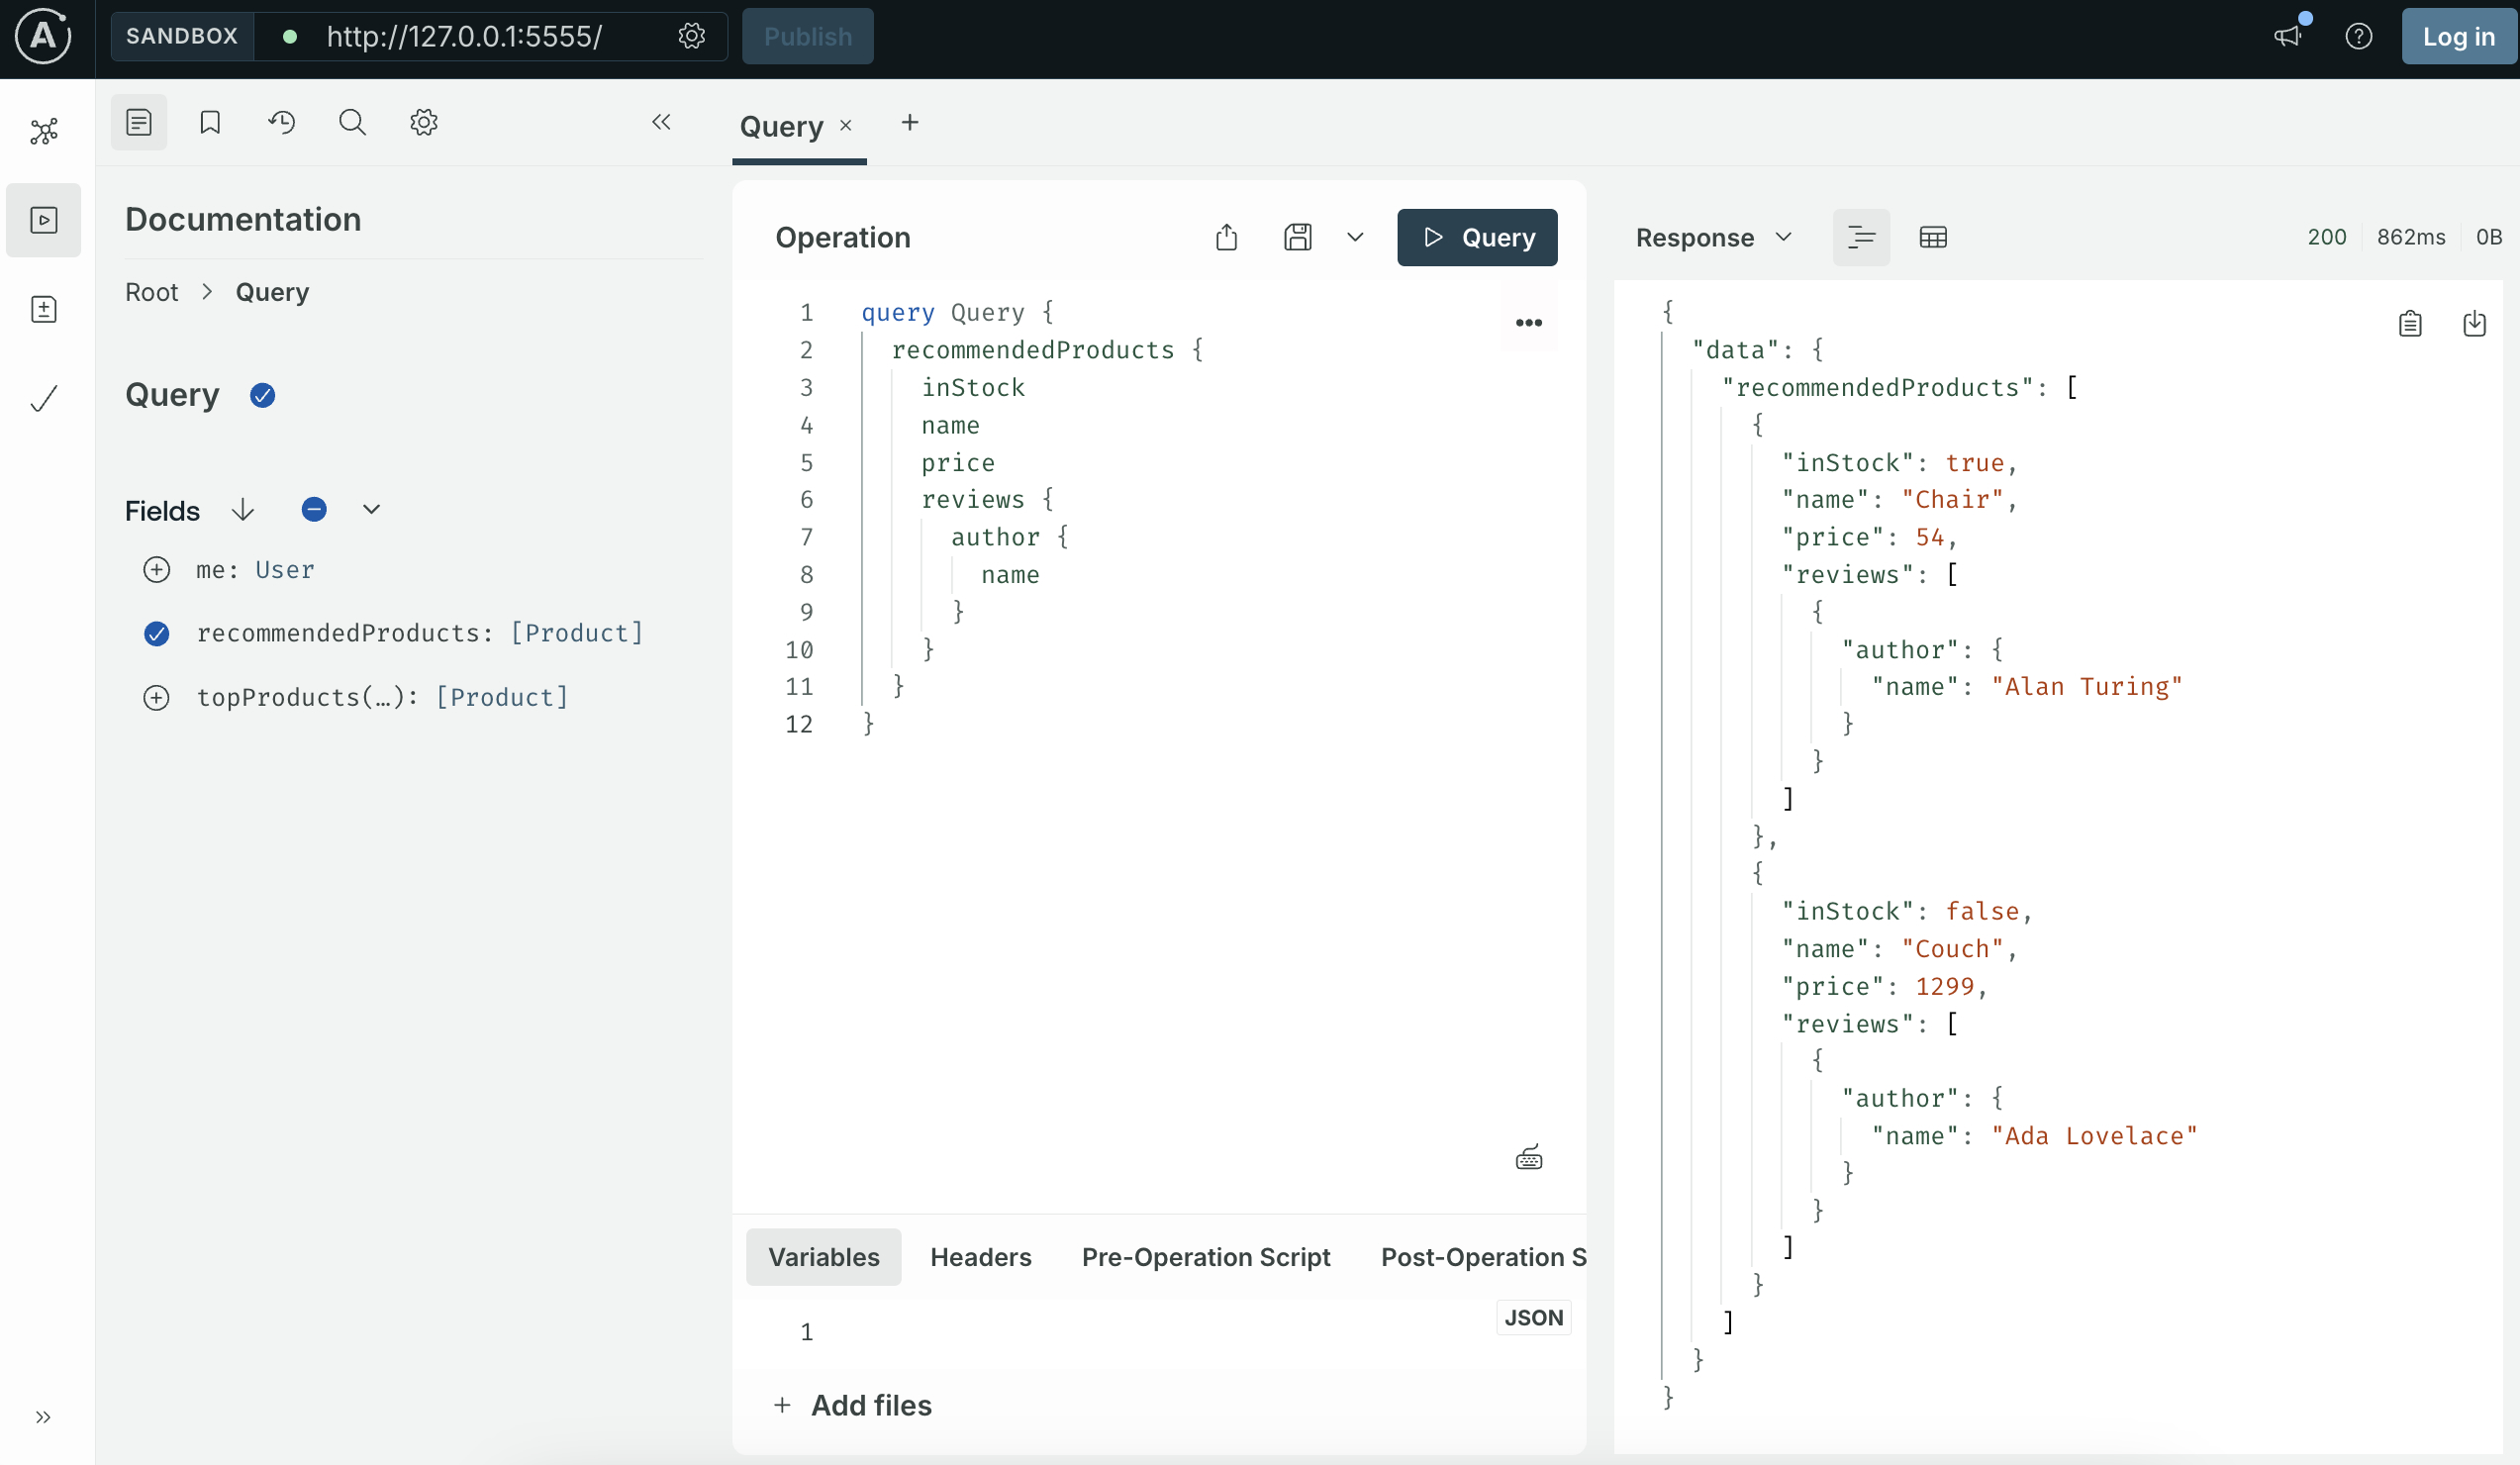 SANDBOX http://127.0.0.1:5555/ Publish Log in
Query
Documentation
Root > Query
Query
Fields
me: User
recommendedProducts: [Product]
topProducts(…): [Product]
Operation
Query
1 query Query {
2 recommendedProducts {
3 inStock
4 name
5 price
6 reviews {
7 author {
8 name
9 }
10 }
11 }
12 }
Variables Headers Pre-Operation Script Post-Operation S
JSON
1
+ Add files
Response 200 862ms 0B
{
"data": {
"recommendedProducts": [
{
"inStock": true,
"name": "Chair",
"price": 54,
"reviews": [
{
"author": {
"name": "Alan Turing"
}
}
]
},
{
"inStock": false,
"name": "Couch",
"price": 1299,
"reviews": [
{
"author": {
"name": "Ada Lovelace"
}
}
]
}
]
}
}